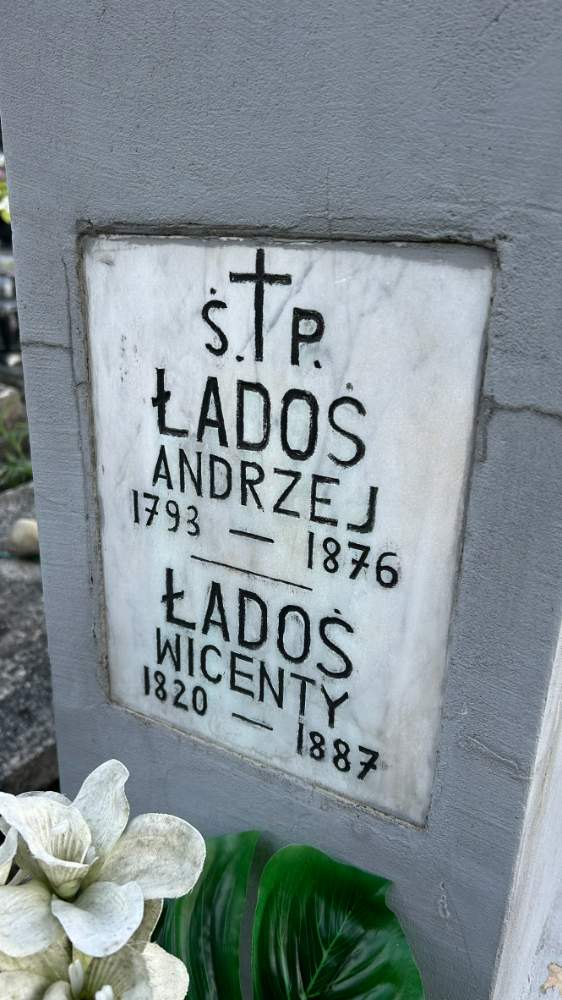 Ś. P.
ŁADOŚ
ANDRZEJ
1793 — 1876
ŁADOŚ
WICENTY
1820 — 1887